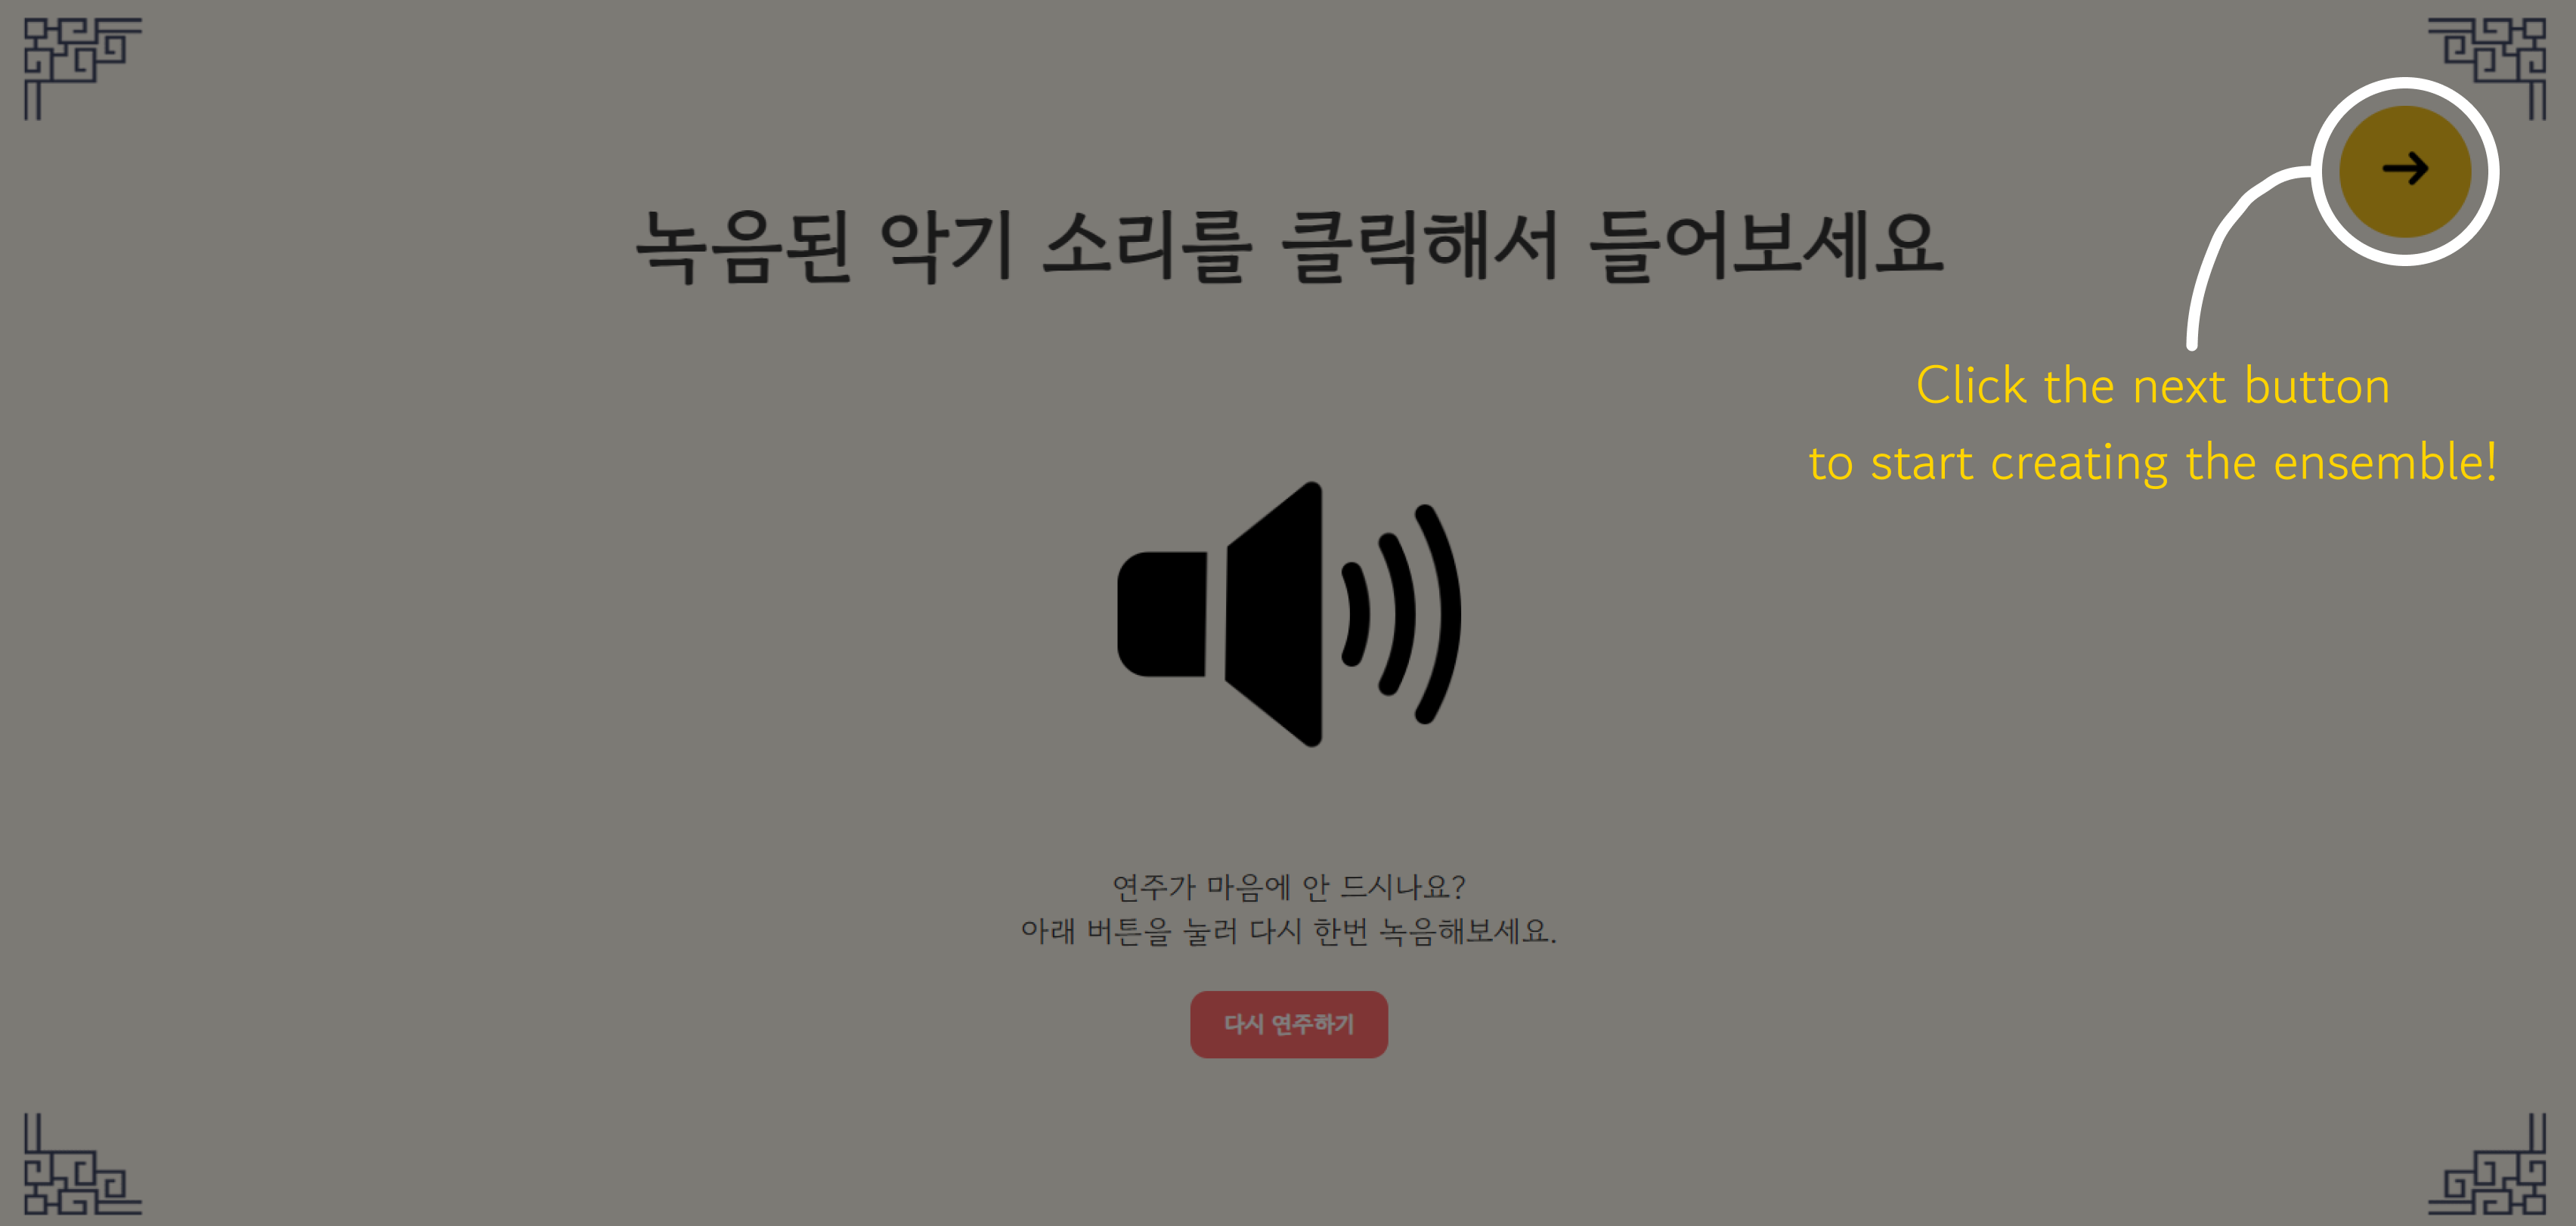 녹음된 악기 소리를 클릭해서 들어보세요
Click the next button
to start creating the ensemble!
연주가 마음에 안 드시나요?
아래 버튼을 눌러 다시 한번 녹음해보세요.
다시 연주하기